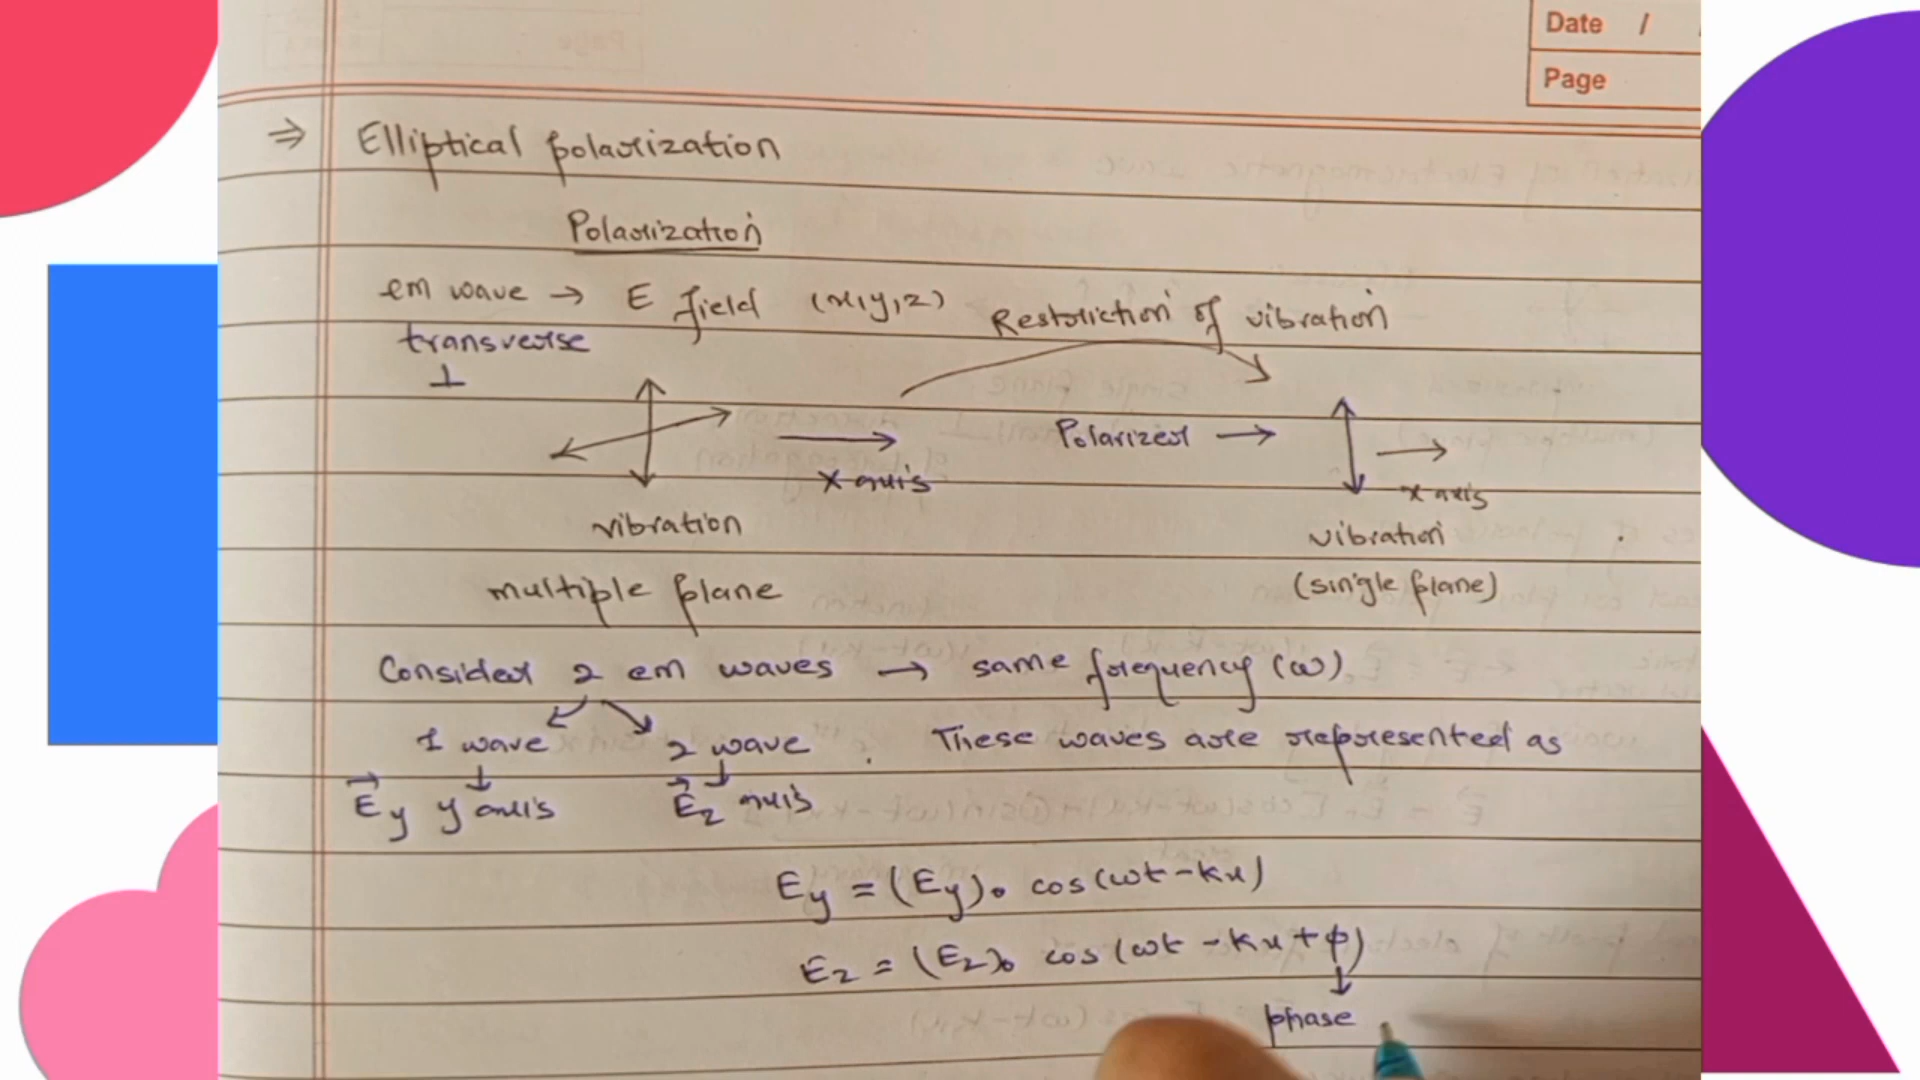 Date / /
Page
⇒ Elliptical polarization
Polarization
em wave → E field (x,y,z) Restriction of vibration
transverse
⊥
Polarized →
x axis
x axis
vibration
vibration
multiple plane
(single plane)
Consider 2 em waves → same frequency (ω)
1 wave 2 wave . These waves are represented as
E⃗y y axis E⃗z axis
Ey = (Ey)₀ cos(ωt-kx)
Ez = (Ez)₀ cos(ωt-kx+φ)
phase